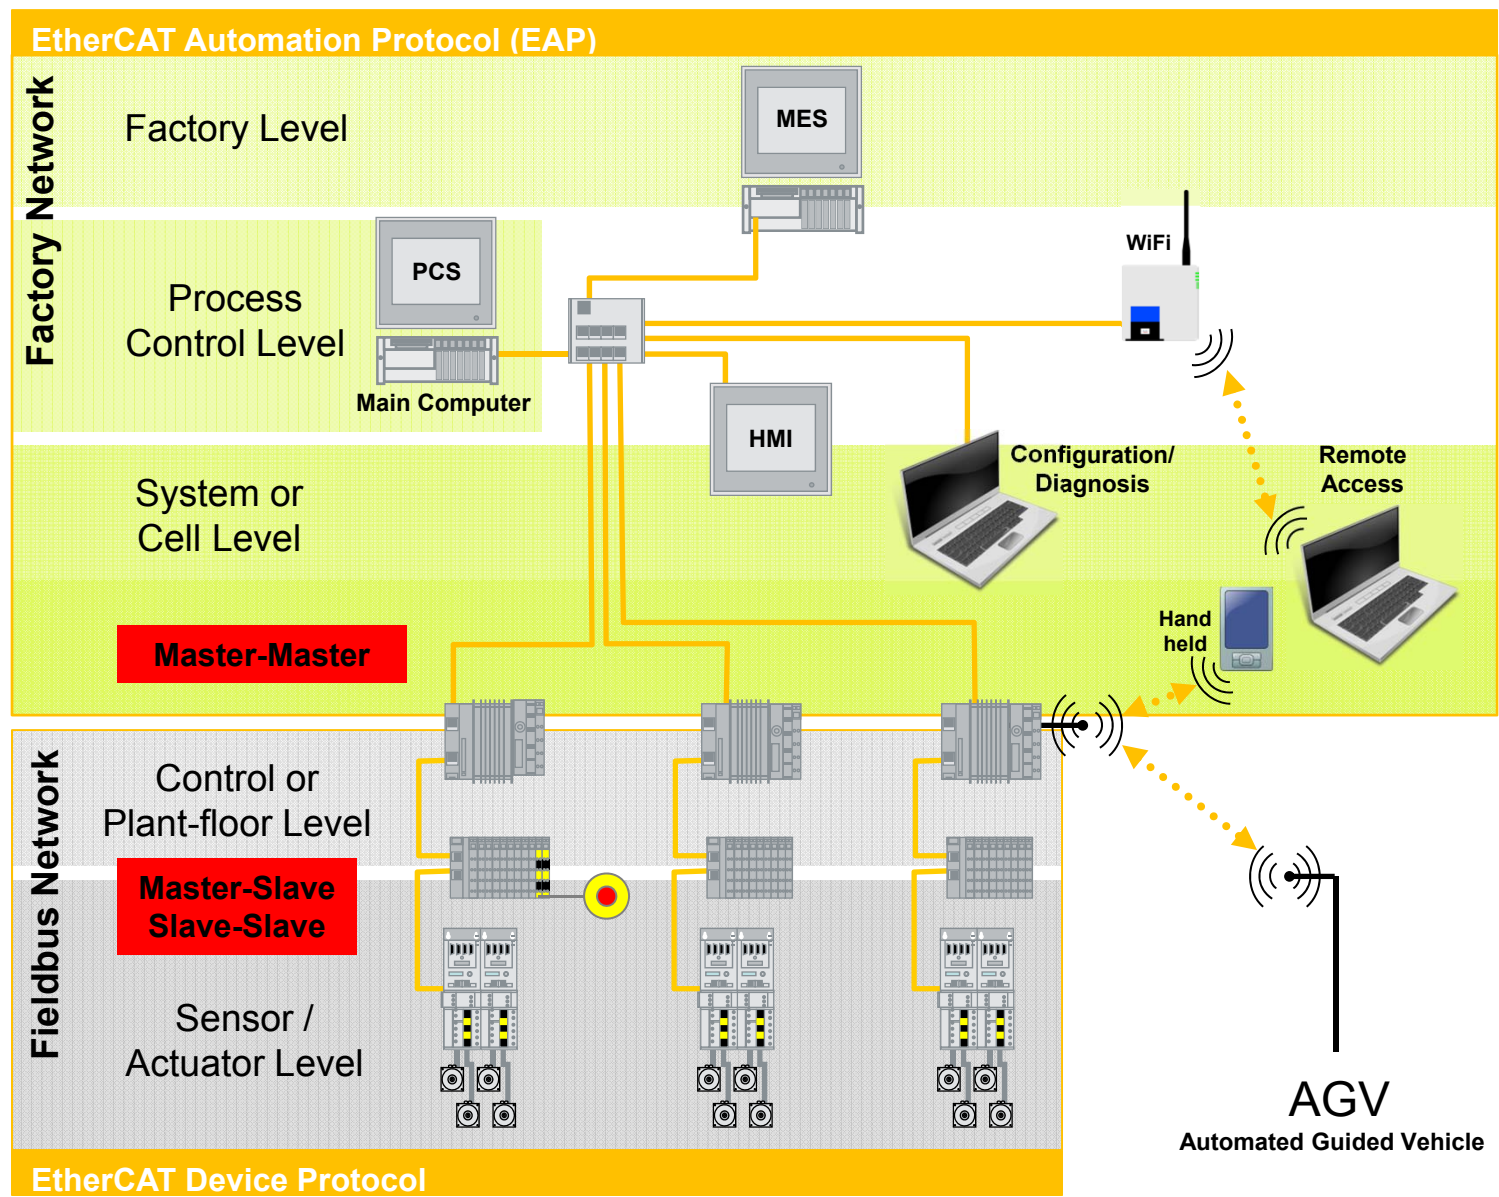 EtherCAT Automation Protocol (EAP)
Factory Network
Factory Level
MES
WiFi
PCS
Process
Control Level
Main Computer
HMI
Configuration/
Diagnosis
Remote
Access
System or
Cell Level
Hand
held
Master-Master
Fieldbus Network
Control or
Plant-floor Level
Master-Slave
Slave-Slave
Sensor /
Actuator Level
AGV
Automated Guided Vehicle
EtherCAT Device Protocol